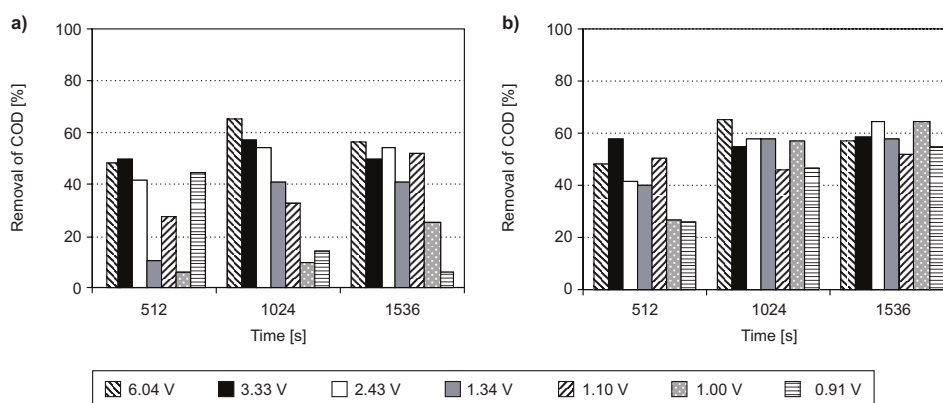 a)
100
80
60
40
20
0
Removal of COD [%]
512 1024 1536
Time [s]
b)
100
80
60
40
20
0
Removal of COD [%]
512 1024 1536
Time [s]
6.04 V 3.33 V 2.43 V 1.34 V 1.10 V 1.00 V 0.91 V